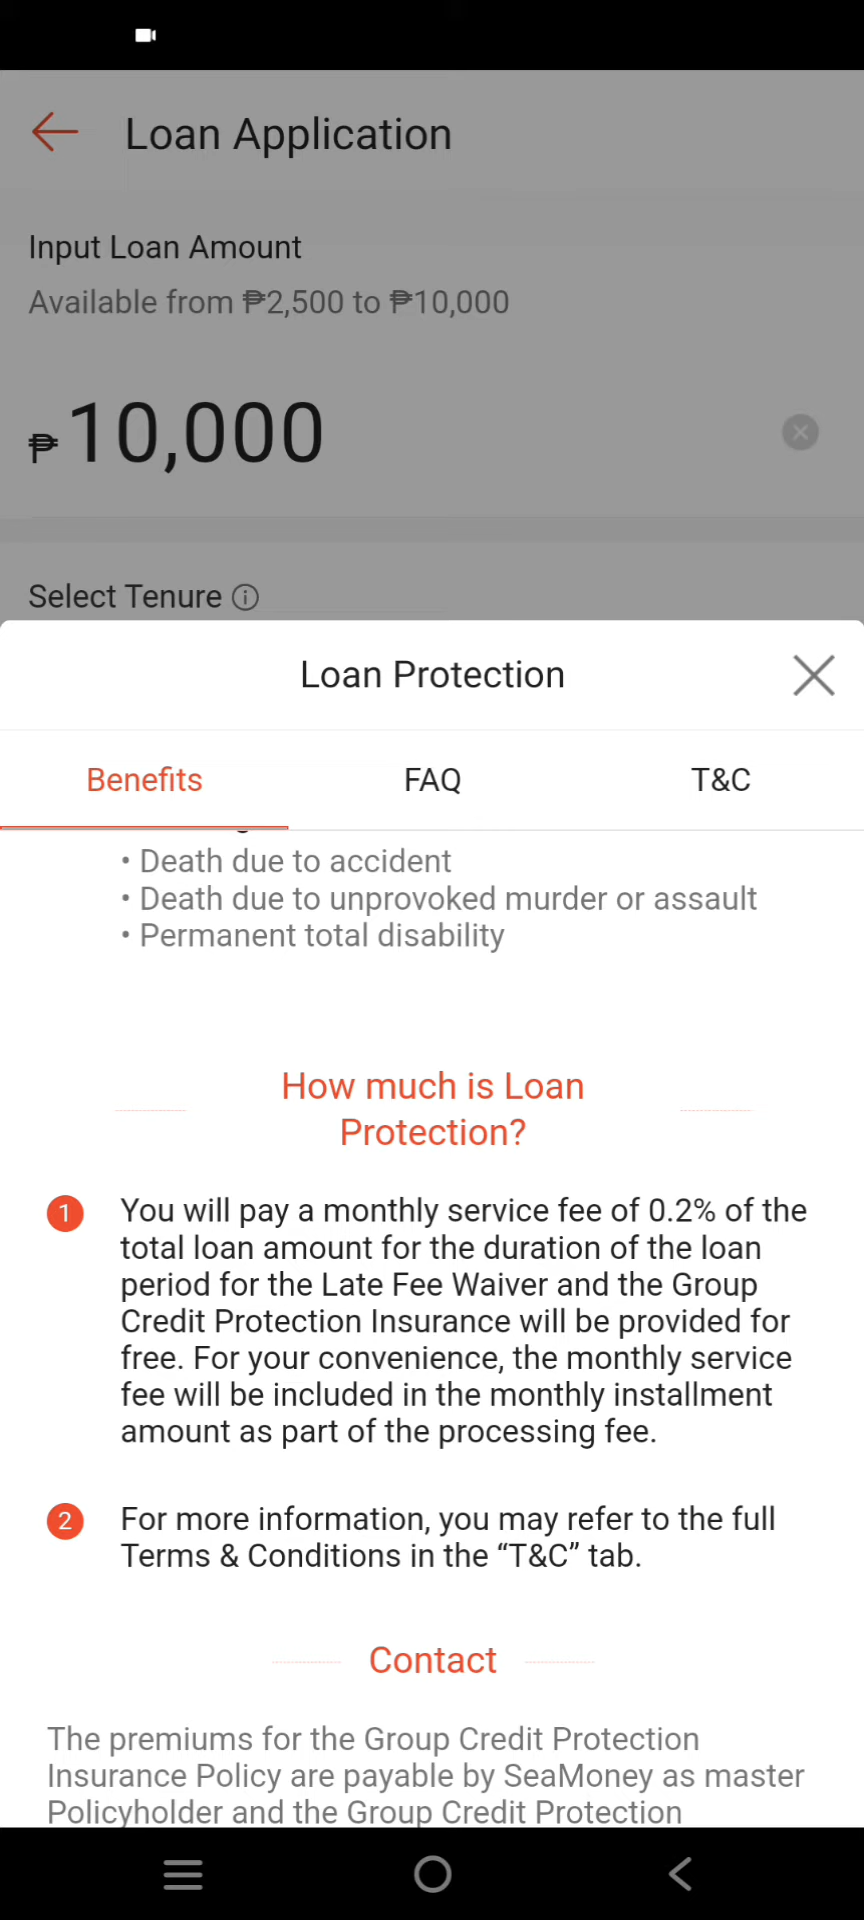 Loan Application
Input Loan Amount
Available from ₱2,500 to ₱10,000
₱10,000
Select Tenure
Loan Protection
Benefits FAQ T&C
• Death due to accident
• Death due to unprovoked murder or assault
• Permanent total disability
How much is Loan
Protection?
1 You will pay a monthly service fee of 0.2% of the
total loan amount for the duration of the loan
period for the Late Fee Waiver and the Group
Credit Protection Insurance will be provided for
free. For your convenience, the monthly service
fee will be included in the monthly installment
amount as part of the processing fee.
2 For more information, you may refer to the full
Terms & Conditions in the “T&C” tab.
Contact
The premiums for the Group Credit Protection
Insurance Policy are payable by SeaMoney as master
Policyholder and the Group Credit Protection